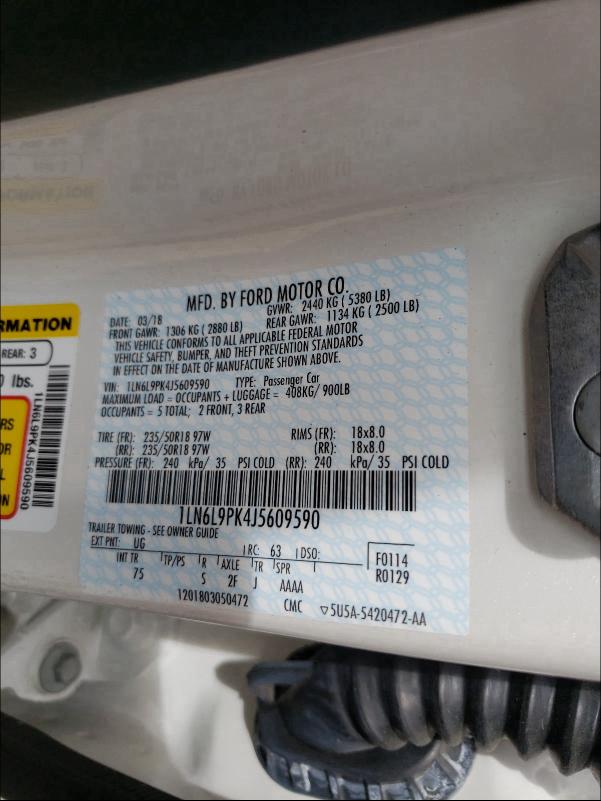 MFD. BY FORD MOTOR CO.
DATE: 03/18 GVWR: 2440 KG ( 5380 LB)
FRONT GAWR: 1306 KG ( 2880 LB) REAR GAWR: 1134 KG ( 2500 LB)
THIS VEHICLE CONFORMS TO ALL APPLICABLE FEDERAL MOTOR
VEHICLE SAFETY, BUMPER, AND THEFT PREVENTION STANDARDS
IN EFFECT ON THE DATE OF MANUFACTURE SHOWN ABOVE.
VIN: 1LN6L9PK4J5609590 TYPE: Passenger Car
MAXIMUM LOAD = OCCUPANTS + LUGGAGE = 408KG/ 900LB
OCCUPANTS = 5 TOTAL; 2 FRONT, 3 REAR
TIRE (FR): 235/50R18 97W RIMS (FR): 18x8.0
(RR): 235/50R18 97W (RR): 18x8.0
PRESSURE (FR): 240 kPa/ 35 PSI COLD (RR): 240 kPa/ 35 PSI COLD
1LN6L9PK4J5609590
TRAILER TOWING - SEE OWNER GUIDE
EXT PNT: UG RC: 63 DSO: F0114
INT TR TP/PS R AXLE TR SPR R0129
75 S 2F J AAAA
1201803050472 CMC ▽5U5A-5420472-AA
RMATION
REAR: 3
0 lbs.
ERS
OR
AL
1LN6L9PK4J5609590